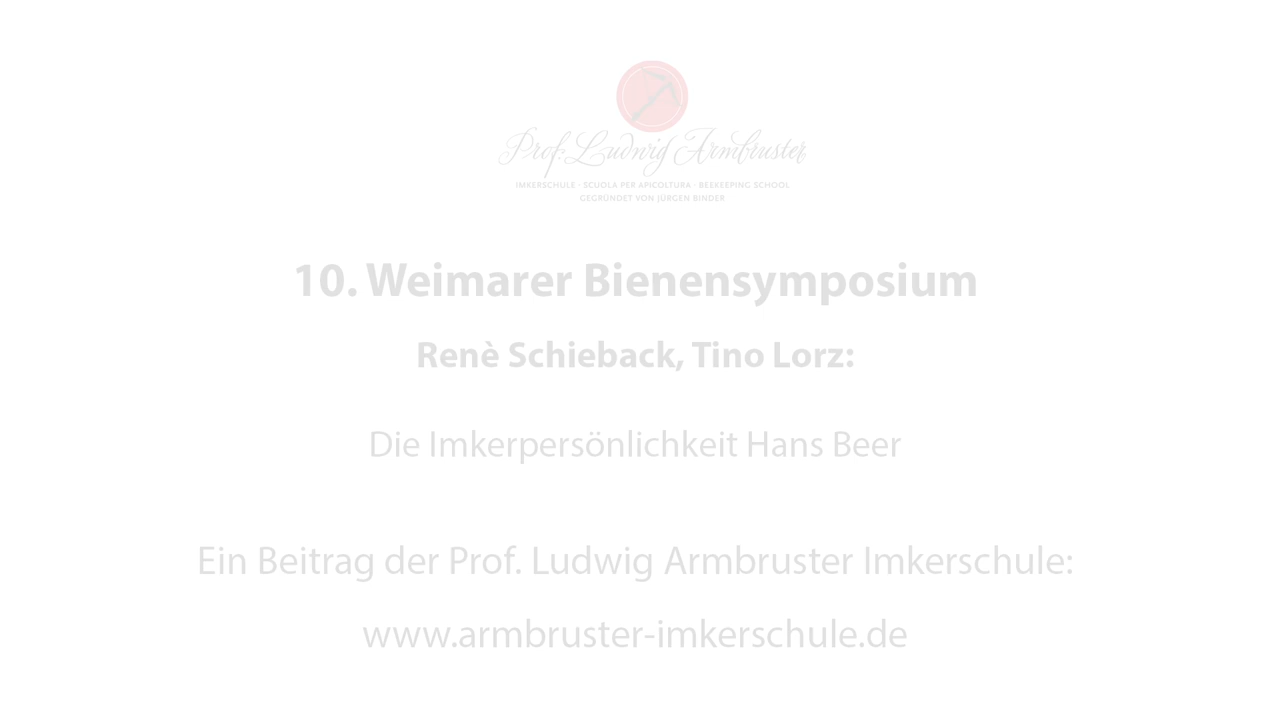 Prof. Ludwig Armbruster
IMKERSCHULE · SCUOLA PER APICOLTURA · BEEKEEPING SCHOOL
GEGRÜNDET VON JÜRGEN BINDER
10. Weimarer Bienensymposium
Renè Schieback, Tino Lorz:
Die Imkerpersönlichkeit Hans Beer
Ein Beitrag der Prof. Ludwig Armbruster Imkerschule:
www.armbruster-imkerschule.de